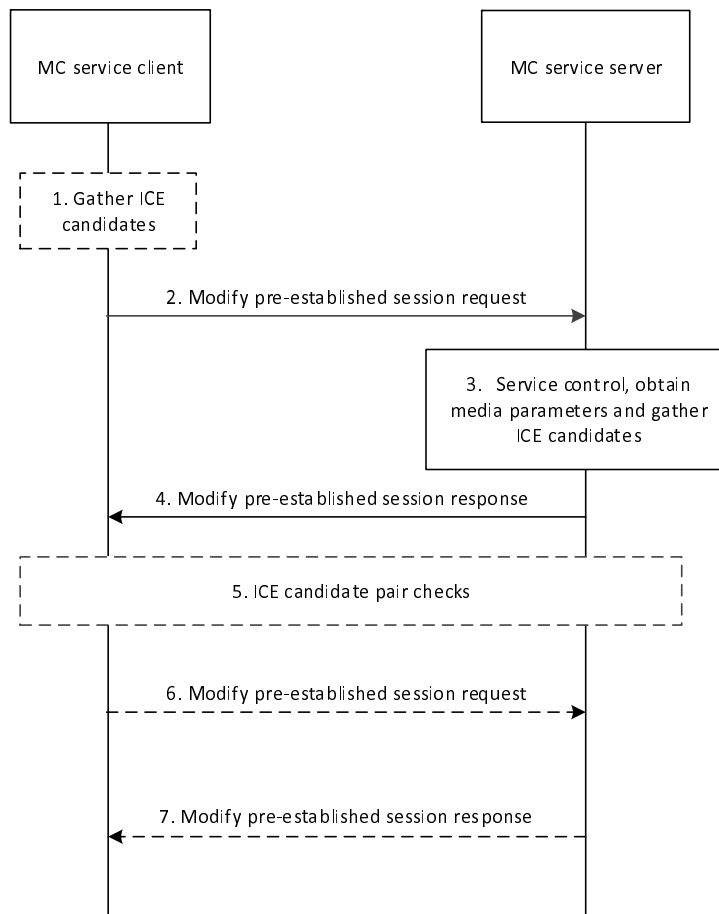 MC service client
MC service server
1. Gather ICE
candidates
2. Modify pre-established session request
3. Service control, obtain
media parameters and gather
ICE candidates
4. Modify pre-established session response
5. ICE candidate pair checks
6. Modify pre-established session request
7. Modify pre-established session response